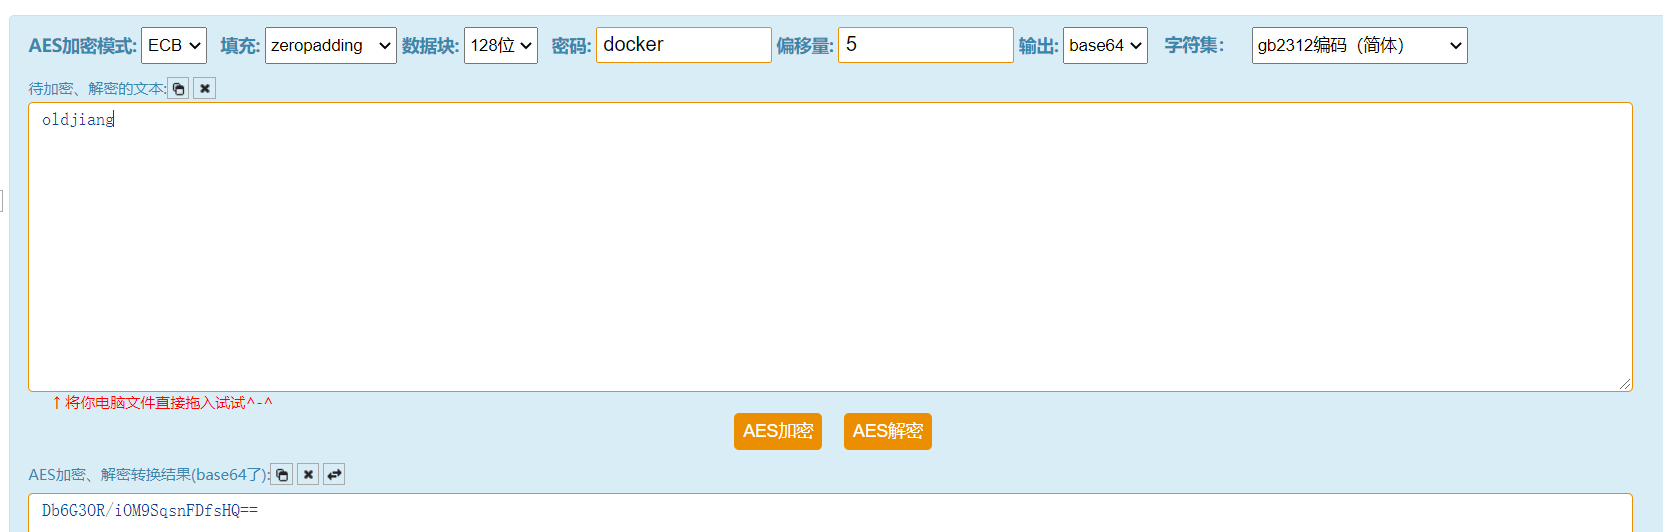 AES加密模式: ECB 填充: zeropadding 数据块: 128位 密码: docker 偏移量: 5 输出: base64 字符集: gb2312编码（简体）
待加密、解密的文本:
oldjiang
↑将你电脑文件直接拖入试试^-^
AES加密 AES解密
AES加密、解密转换结果(base64了):
Db6G3OR/iOM9SqsnFDfsHQ==